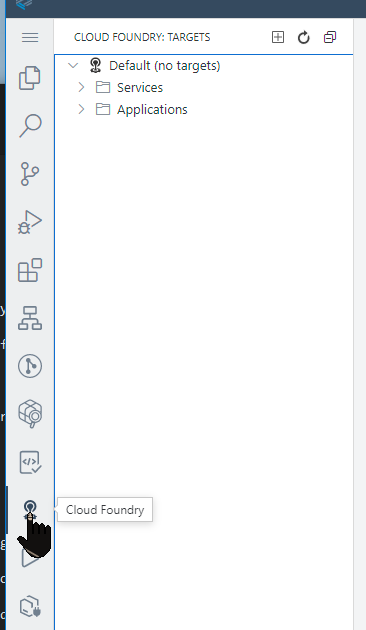 CLOUD FOUNDRY: TARGETS
Default (no targets)
Services
Applications
Cloud Foundry